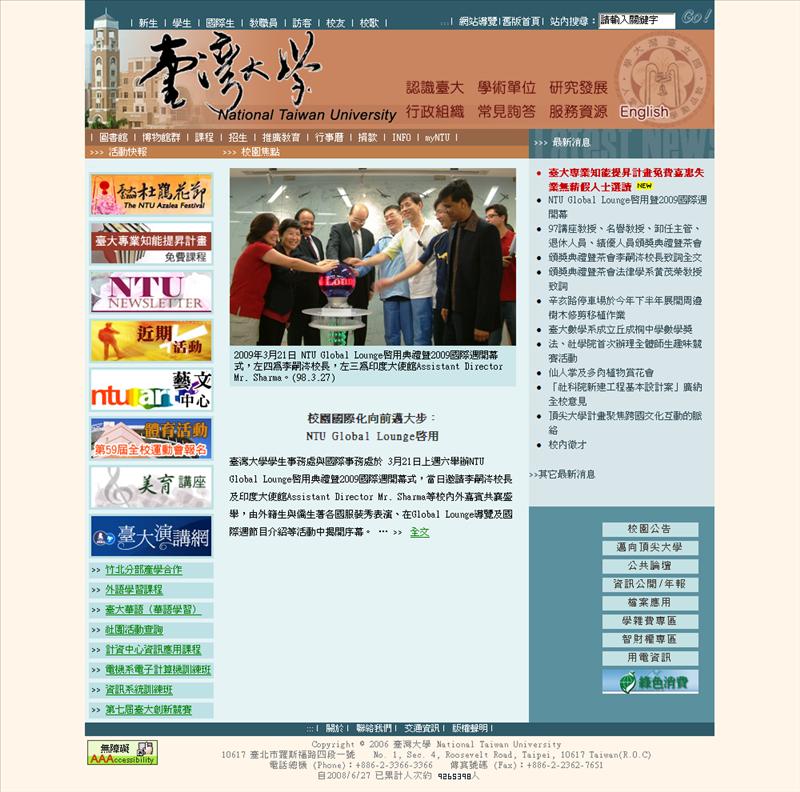 | 新生 | 學生 | 國際生 | 教職員 | 訪客 | 校友 | 校歌 |
:::| 網站導覽|舊版首頁| 站內搜尋：請輸入關鍵字 Go!
臺灣大學
National Taiwan University
認識臺大 學術單位 研究發展
行政組織 常見詢答 服務資源 English
| 圖書館 | 博物館群 | 課程 | 招生 | 推廣教育 | 行事曆 | 捐款 | INFO | myNTU |
>>> 最新消息
>>> 活動快報
>>> 校園焦點
臺大杜鵑花節
The NTU Azalea Festival
臺大專業知能提昇計畫
免費課程
NTU
NEWSLETTER
近期
活動
ntuart 藝文中心
體育活動
第59屆全校運動會報名
美育講座
臺大演講網
>> 竹北分部產學合作
>> 外語學習課程
>> 臺大華語（華語學習）
>> 社團活動查詢
>> 計資中心資訊應用課程
>> 電機系電子計算機訓練班
>> 資訊系統訓練班
>> 第七屆臺大創新競賽
2009年3月21日 NTU Global Lounge啓用典禮暨2009國際週開幕
式，左四為李嗣涔校長，左三為印度大使館Assistant Director
Mr. Sharma。(98.3.27)
校園國際化向前邁大步：
NTU Global Lounge啓用
臺灣大學學生事務處與國際事務處於 3月21日上週六舉辦NTU
Global Lounge啓用典禮暨2009國際週開幕式，當日邀請李嗣涔校長
及印度大使館Assistant Director Mr. Sharma等校內外嘉賓共襄盛
舉，由外籍生與僑生著各國服裝秀表演、在Global Lounge導覽及國
際週節目介紹等活動中揭開序幕。 … >> 全文
臺大專業知能提昇計畫免費嘉惠失
業無薪假人士選讀 NEW
NTU Global Lounge啓用暨2009國際週
開幕
97講座教授、名譽教授、卸任主管、
退休人員、績優人員頒獎典禮暨茶會
頒獎典禮暨茶會李嗣涔校長致詞全文
頒獎典禮暨茶會法律學系黃茂榮教授
致詞
辛亥路停車場於今年下半年展開周邊
樹木修剪移植作業
臺大數學系成立丘成桐中數學獎
法、社學院首次辦理全體師生趣味競
賽活動
仙人掌及多肉植物賞花會
「社科院新建工程基本設計案」廣納
全校意見
頂尖大學計畫聚焦跨國文化互動的脈
絡
校內徵才
>>其它最新消息
校園公告
邁向頂尖大學
公共論壇
資訊公開/年報
檔案應用
學雜費專區
智財權專區
用電資訊
綠色消費
:::| 關於| 聯絡我們| 交通資訊| 版權聲明|
無障礙
AAAccessibility
Copyright © 2006 臺灣大學 National Taiwan University
10617 臺北市羅斯福路四段一號 No. 1, Sec. 4, Roosevelt Road, Taipei, 10617 Taiwan(R.O.C)
電話總機 (Phone)：+886-2-3366-3366 傳真號碼 (Fax)：+886-2-2362-7651
自2008/6/27 已累計人次約 9265398人